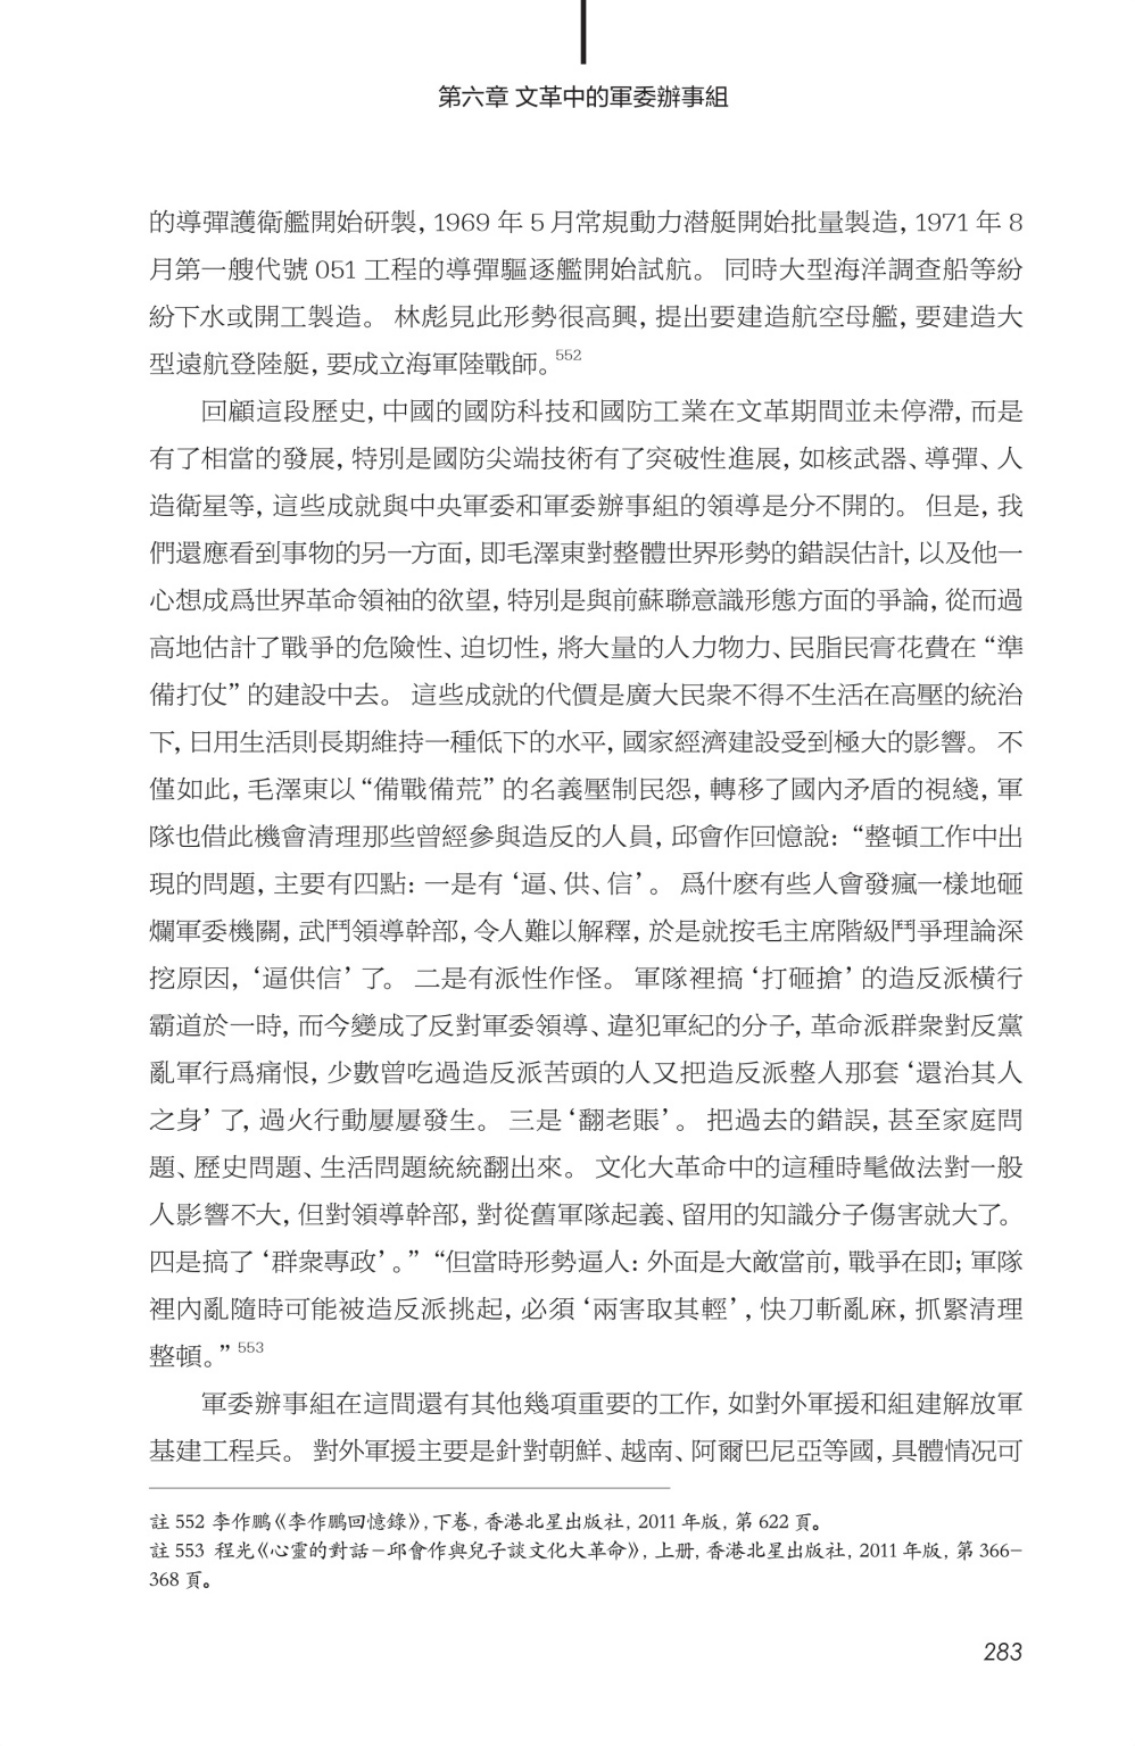 第六章 文革中的軍委辦事組
的導彈護衛艦開始研製, 1969 年 5 月常規動力潛艇開始批量製造, 1971 年 8
月第一艘代號 051 工程的導彈驅逐艦開始試航。 同時大型海洋調查船等紛
紛下水或開工製造。 林彪見此形勢很高興, 提出要建造航空母艦, 要建造大
型遠航登陸艇, 要成立海軍陸戰師。552
回顧這段歷史, 中國的國防科技和國防工業在文革期間並未停滯, 而是
有了相當的發展, 特別是國防尖端技術有了突破性進展, 如核武器、導彈、人
造衛星等, 這些成就與中央軍委和軍委辦事組的領導是分不開的。 但是, 我
們還應看到事物的另一方面, 即毛澤東對整體世界形勢的錯誤估計, 以及他一
心想成爲世界革命領袖的欲望, 特別是與前蘇聯意識形態方面的爭論, 從而過
高地估計了戰爭的危險性、迫切性, 將大量的人力物力、民脂民膏花費在 “準
備打仗” 的建設中去。 這些成就的代價是廣大民衆不得不生活在高壓的統治
下, 日用生活則長期維持一種低下的水平, 國家經濟建設受到極大的影響。 不
僅如此, 毛澤東以 “備戰備荒” 的名義壓制民怨, 轉移了國內矛盾的視綫, 軍
隊也借此機會清理那些曾經參與造反的人員, 邱會作回憶說: “整頓工作中出
現的問題, 主要有四點: 一是有 ‘逼、供、信’ 。 爲什麽有些人會發瘋一樣地砸
爛軍委機關, 武鬥領導幹部, 令人難以解釋, 於是就按毛主席階級鬥爭理論深
挖原因, ‘逼供信’ 了。 二是有派性作怪。 軍隊裡搞 ‘打砸搶’ 的造反派橫行
霸道於一時, 而今變成了反對軍委領導、違犯軍紀的分子, 革命派群衆對反黨
亂軍行爲痛恨, 少數曾吃過造反派苦頭的人又把造反派整人那套 ‘還治其人
之身’ 了, 過火行動屢屢發生。 三是 ‘翻老賬’ 。 把過去的錯誤, 甚至家庭問
題、歷史問題、生活問題統統翻出來。 文化大革命中的這種時髦做法對一般
人影響不大, 但對領導幹部, 對從舊軍隊起義、留用的知識分子傷害就大了。
四是搞了 ‘群衆專政’ 。” “但當時形勢逼人: 外面是大敵當前, 戰爭在即; 軍隊
裡內亂隨時可能被造反派挑起, 必須 ‘兩害取其輕’ , 快刀斬亂麻, 抓緊清理
整頓。” 553
軍委辦事組在這間還有其他幾項重要的工作, 如對外軍援和組建解放軍
基建工程兵。 對外軍援主要是針對朝鮮、越南、阿爾巴尼亞等國, 具體情況可
註 552 李作鵬《李作鵬回憶錄》, 下卷, 香港北星出版社, 2011 年版, 第 622 頁。
註 553 程光《心靈的對話－邱會作與兒子談文化大革命》, 上册, 香港北星出版社, 2011 年版, 第 366－
368 頁。
283